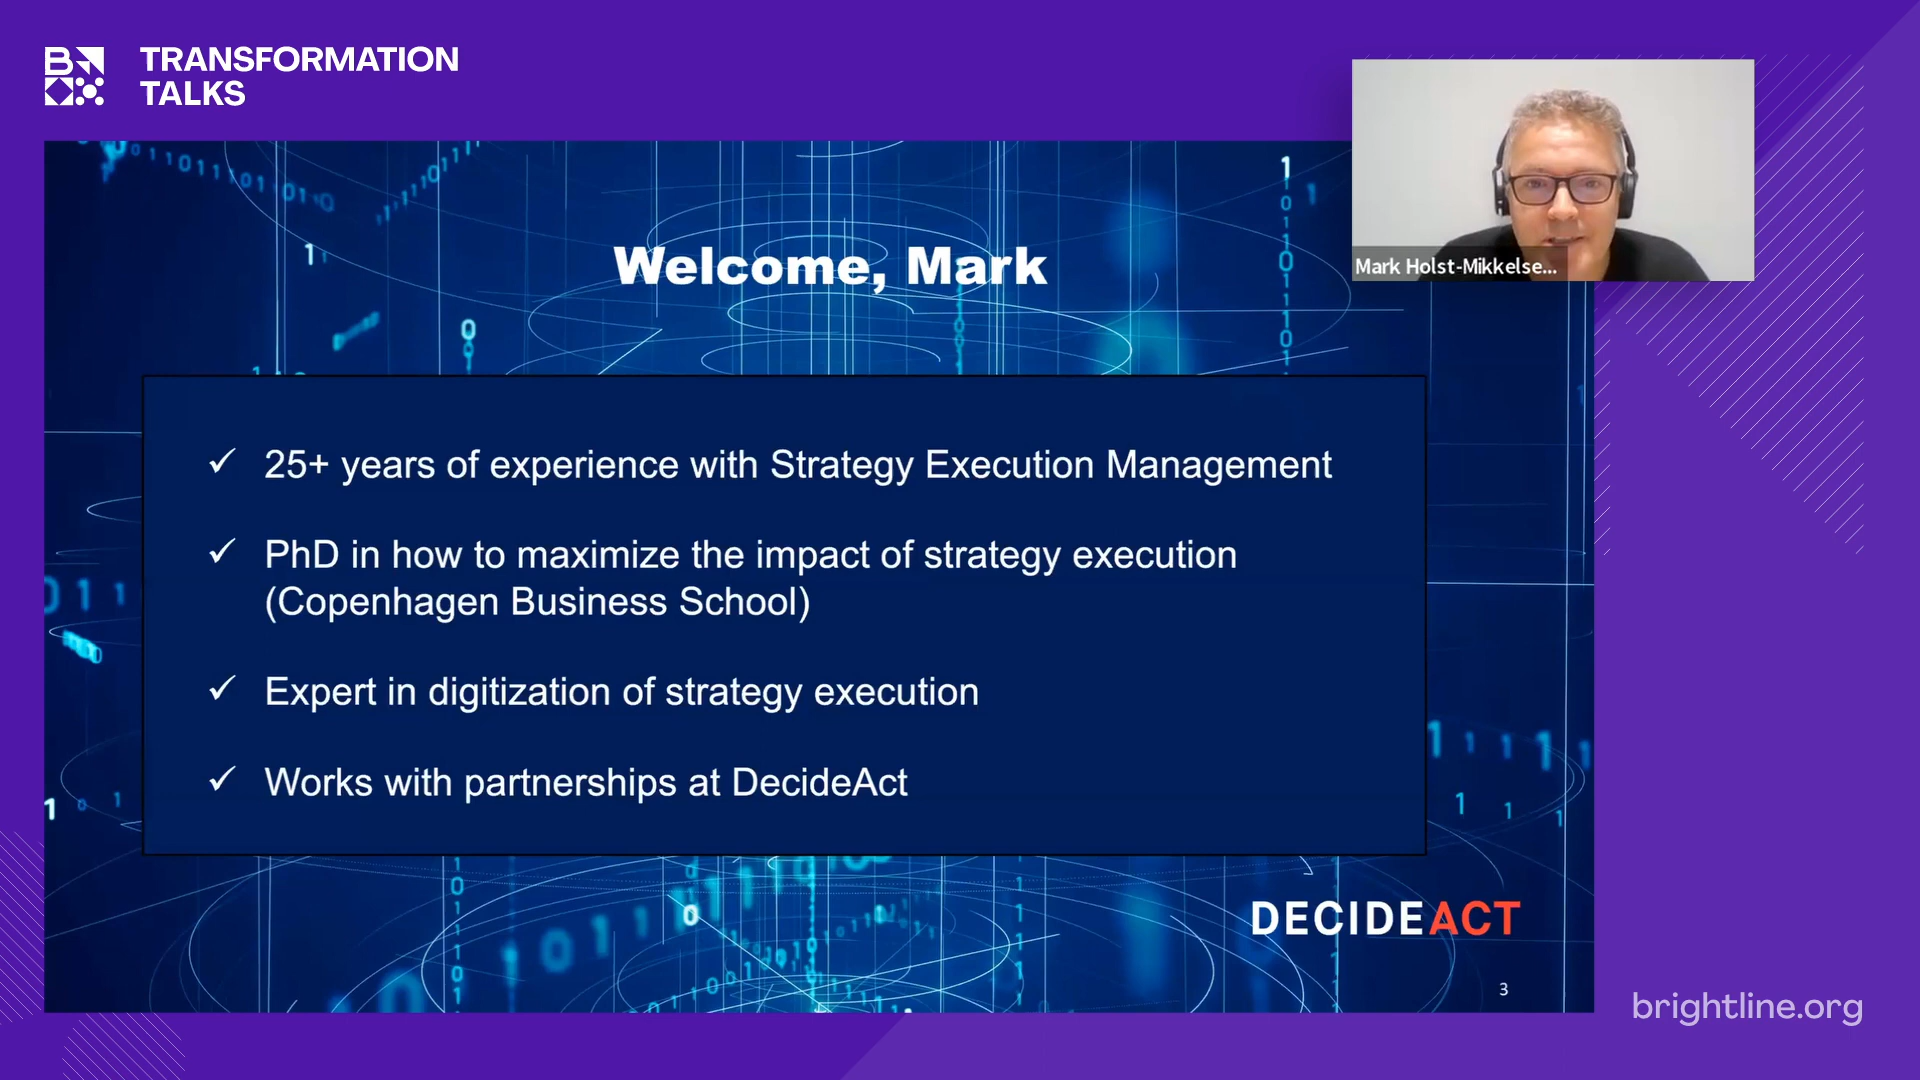 TRANSFORMATION
TALKS
Mark Holst-Mikkelse...
Welcome, Mark
✓ 25+ years of experience with Strategy Execution Management
✓ PhD in how to maximize the impact of strategy execution
(Copenhagen Business School)
✓ Expert in digitization of strategy execution
✓ Works with partnerships at DecideAct
DECIDEACT
3
brightline.org